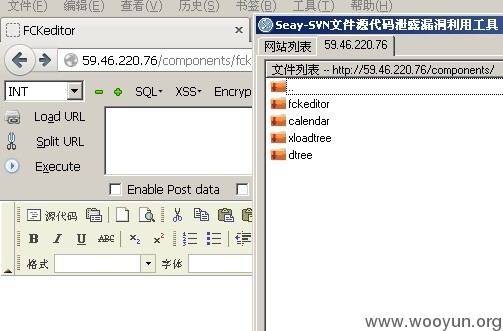 文件(F) 编辑(E) 查看(V) 历史(S) 书签(B) 工具(T)
FCKeditor
59.46.220.76/components/fck
INT SQL XSS Encryp
Load URL
Split URL
Execute
Enable Post data
源代码
B I U ABC x₂ x²
格式 字体
Seay-SVN文件源代码泄露漏洞利用工具
网站列表 59.46.220.76
文件列表 -- http://59.46.220.76/components/
..
fckeditor
calendar
xloadtree
dtree
www.wooyun.org